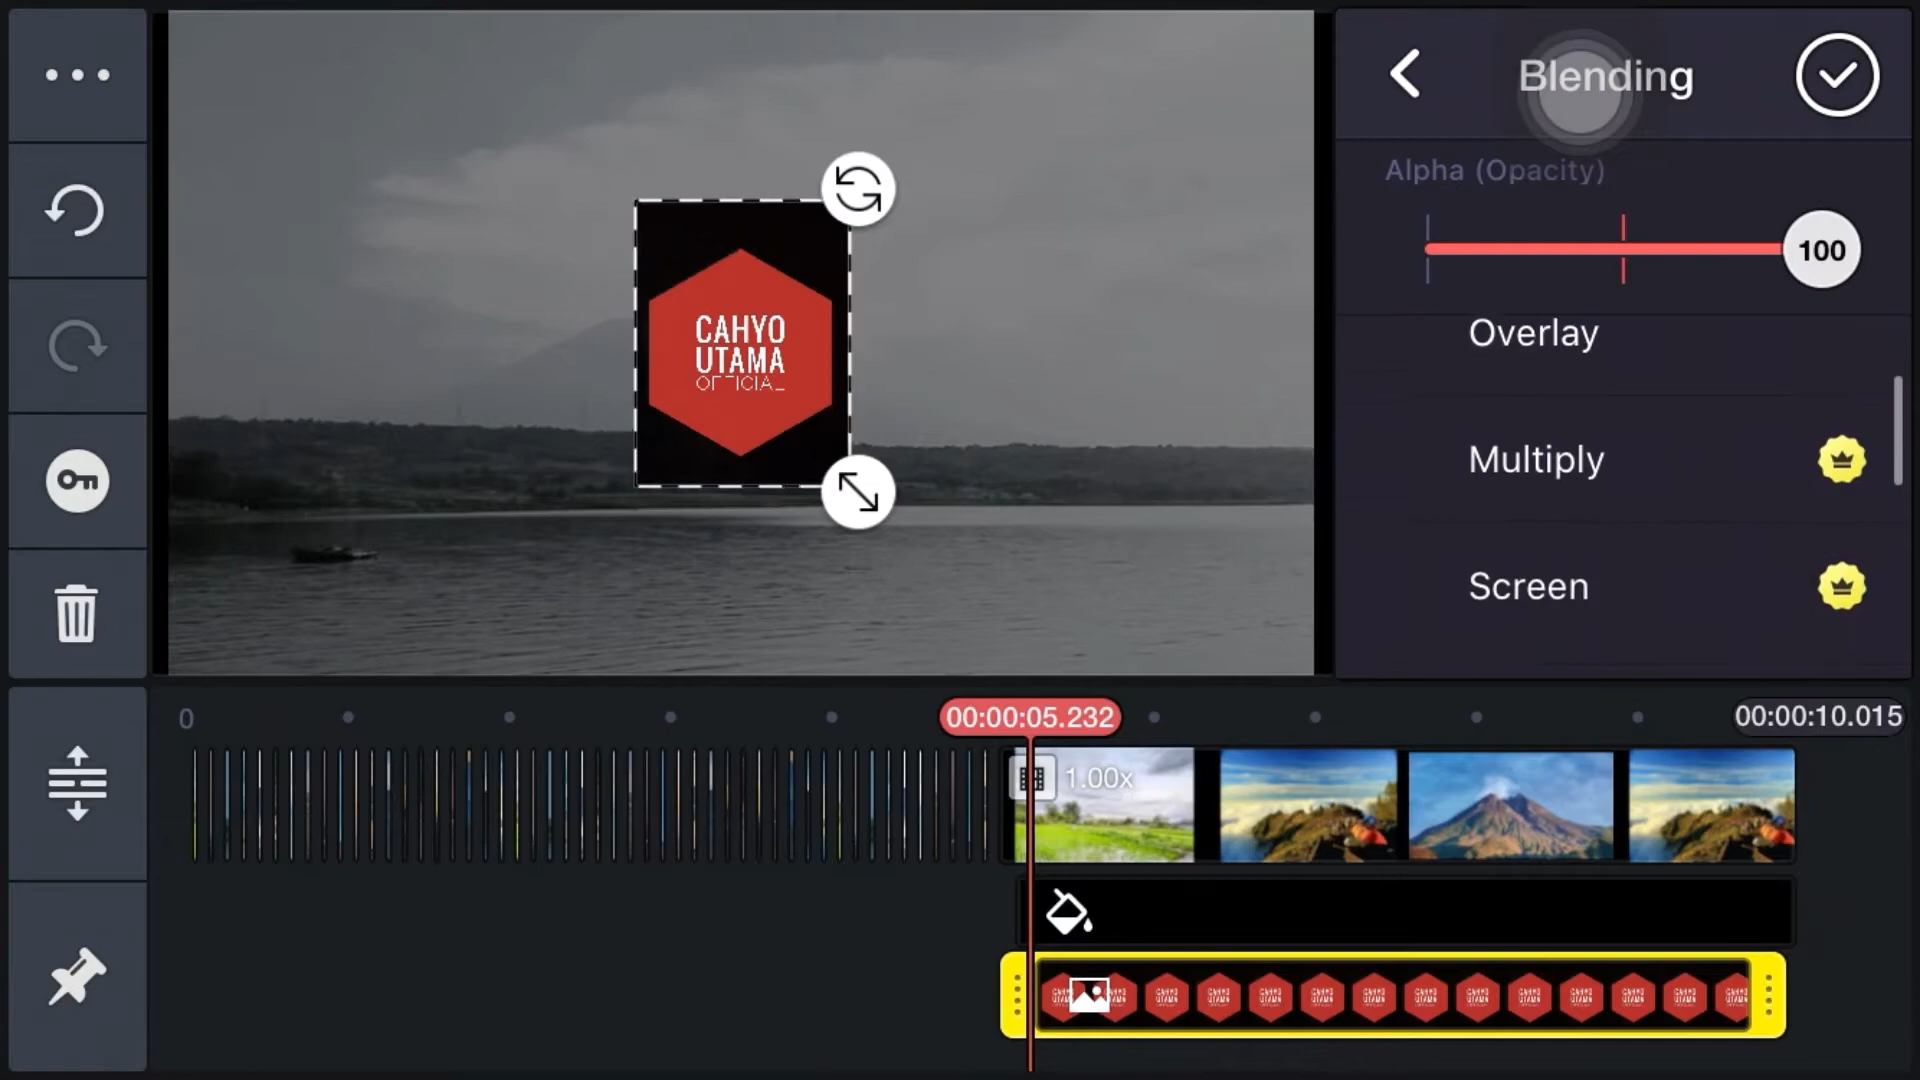 Blending
Alpha (Opacity)
100
Overlay
Multiply
Screen
CAHYO
UTAMA
OFFICIAL
0
00:00:05.232
00:00:10.015
1.00x